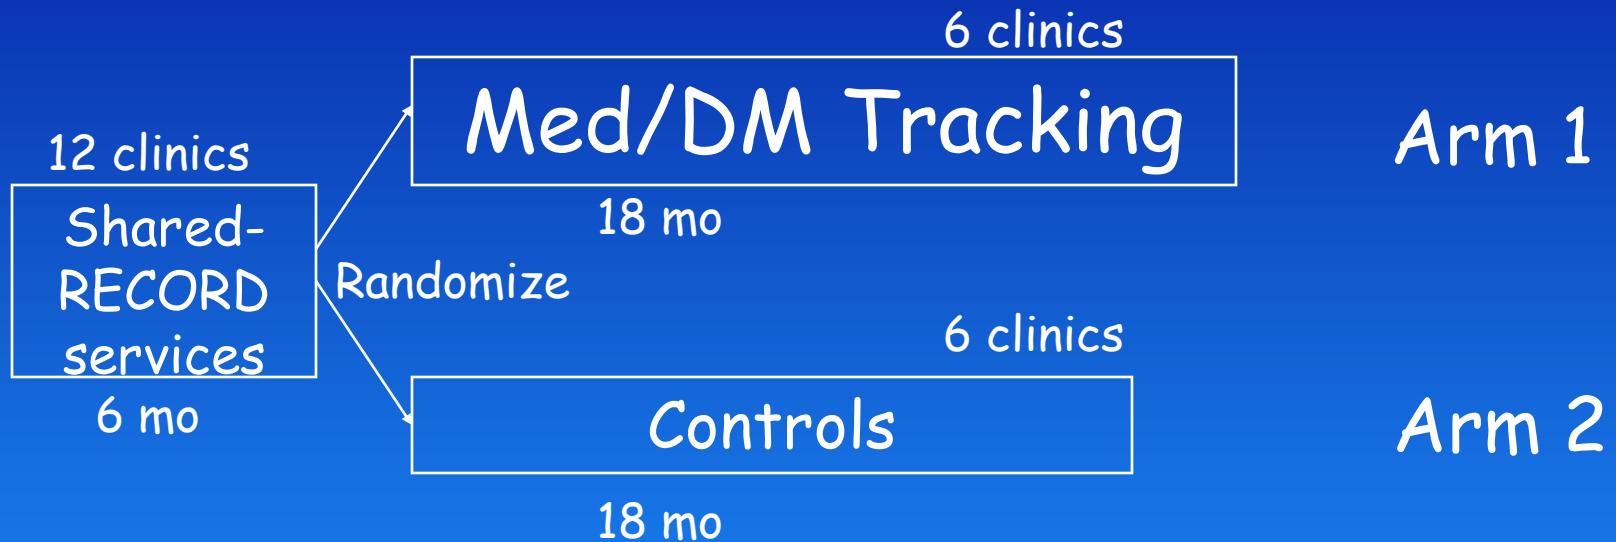 6 clinics
Med/DM Tracking
Arm 1
12 clinics
18 mo
Shared-
RECORD
services
Randomize
6 clinics
6 mo
Controls
Arm 2
18 mo